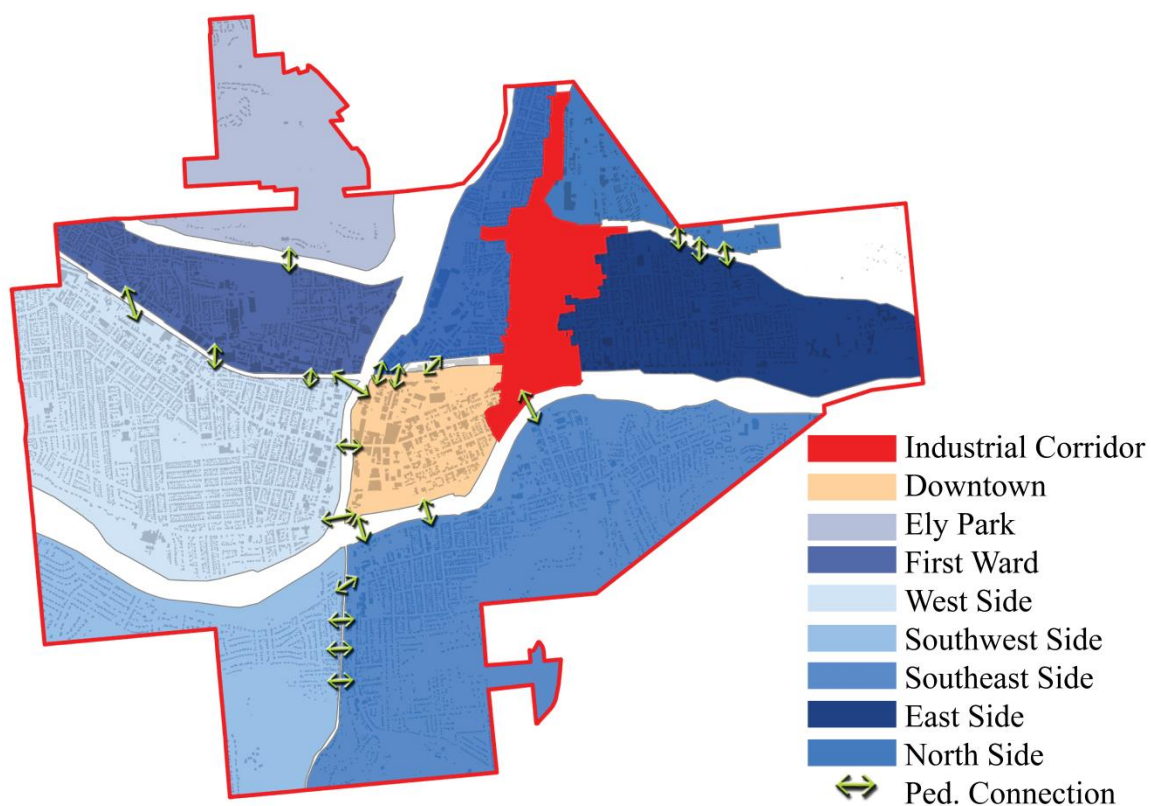 Industrial Corridor
Downtown
Ely Park
First Ward
West Side
Southwest Side
Southeast Side
East Side
North Side
Ped. Connection